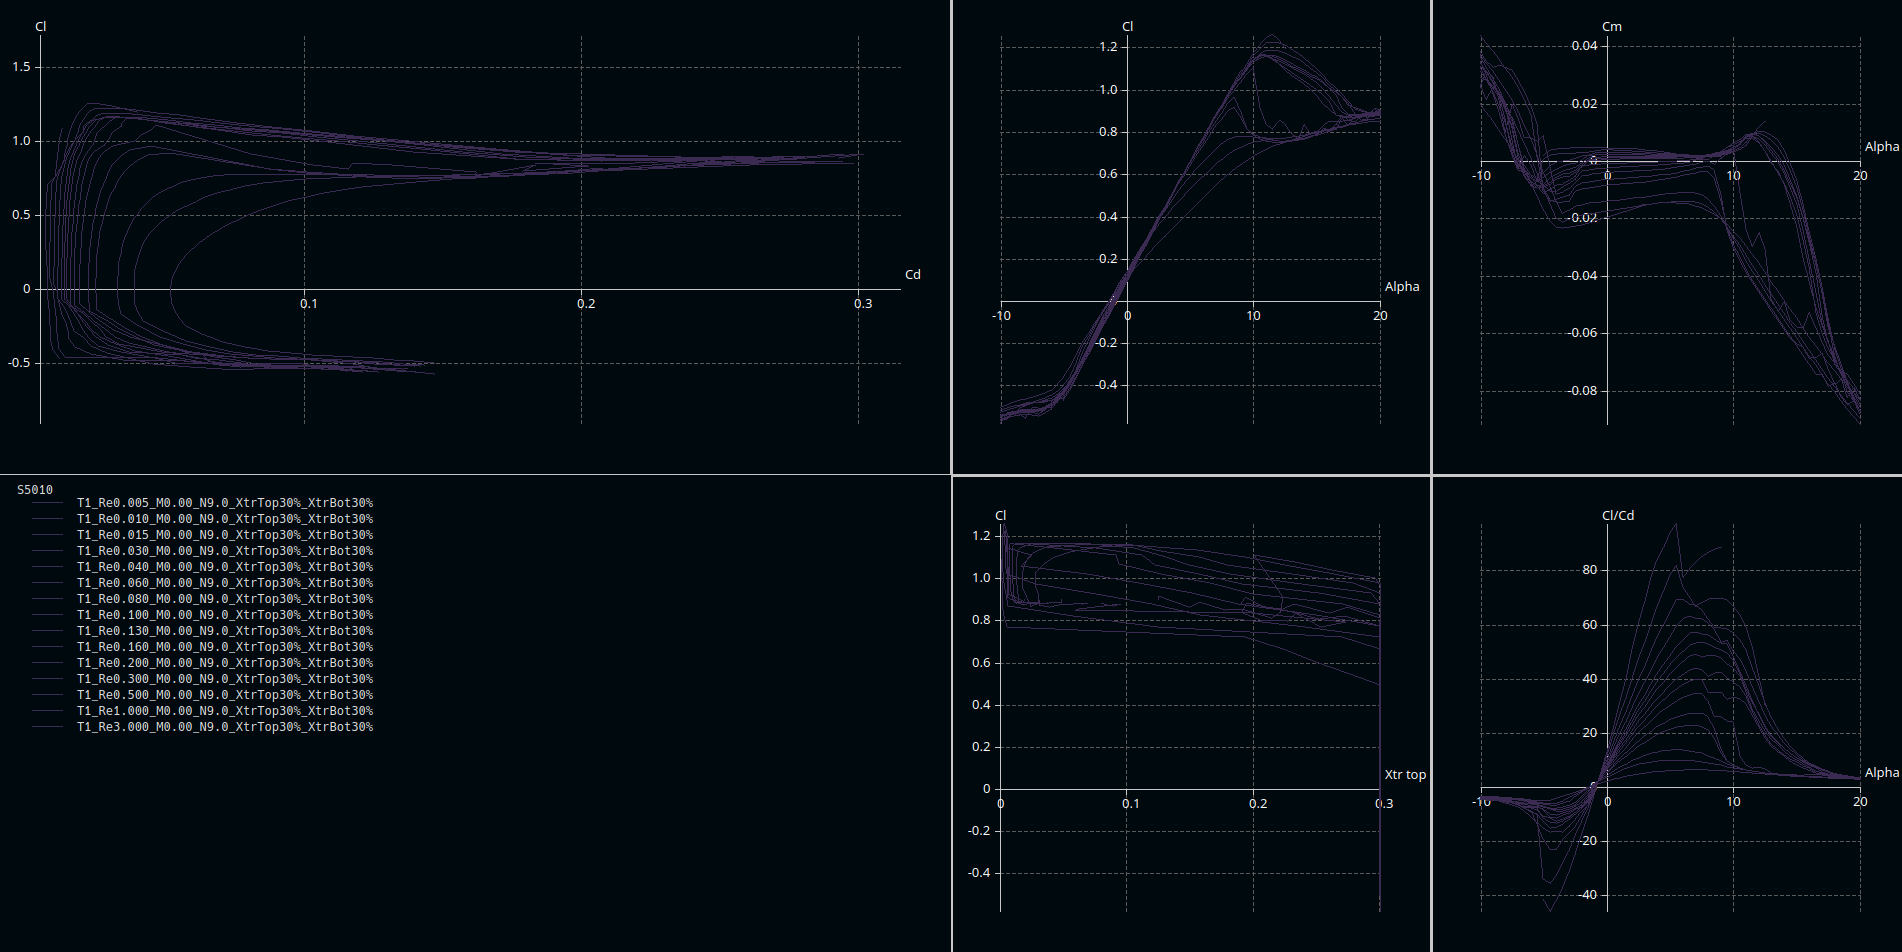 Cl
1.5
1.0
0.5
0
-0.5
Cd
0.1
0.2
0.3
Cl
1.2
1.0
0.8
0.6
0.4
0.2
-0.2
-0.4
Alpha
-10
0
10
20
Cm
0.04
0.02
0
-0.02
-0.04
-0.06
-0.08
Alpha
-10
0
10
20
S5010
T1_Re0.005_M0.00_N9.0_XtrTop30%_XtrBot30%
T1_Re0.010_M0.00_N9.0_XtrTop30%_XtrBot30%
T1_Re0.015_M0.00_N9.0_XtrTop30%_XtrBot30%
T1_Re0.030_M0.00_N9.0_XtrTop30%_XtrBot30%
T1_Re0.040_M0.00_N9.0_XtrTop30%_XtrBot30%
T1_Re0.060_M0.00_N9.0_XtrTop30%_XtrBot30%
T1_Re0.080_M0.00_N9.0_XtrTop30%_XtrBot30%
T1_Re0.100_M0.00_N9.0_XtrTop30%_XtrBot30%
T1_Re0.130_M0.00_N9.0_XtrTop30%_XtrBot30%
T1_Re0.160_M0.00_N9.0_XtrTop30%_XtrBot30%
T1_Re0.200_M0.00_N9.0_XtrTop30%_XtrBot30%
T1_Re0.300_M0.00_N9.0_XtrTop30%_XtrBot30%
T1_Re0.500_M0.00_N9.0_XtrTop30%_XtrBot30%
T1_Re1.000_M0.00_N9.0_XtrTop30%_XtrBot30%
T1_Re3.000_M0.00_N9.0_XtrTop30%_XtrBot30%
Cl
1.2
1.0
0.8
0.6
0.4
0.2
0
-0.2
-0.4
Xtr top
0
0.1
0.2
0.3
Cl/Cd
80
60
40
20
0
-20
-40
Alpha
-10
0
10
20